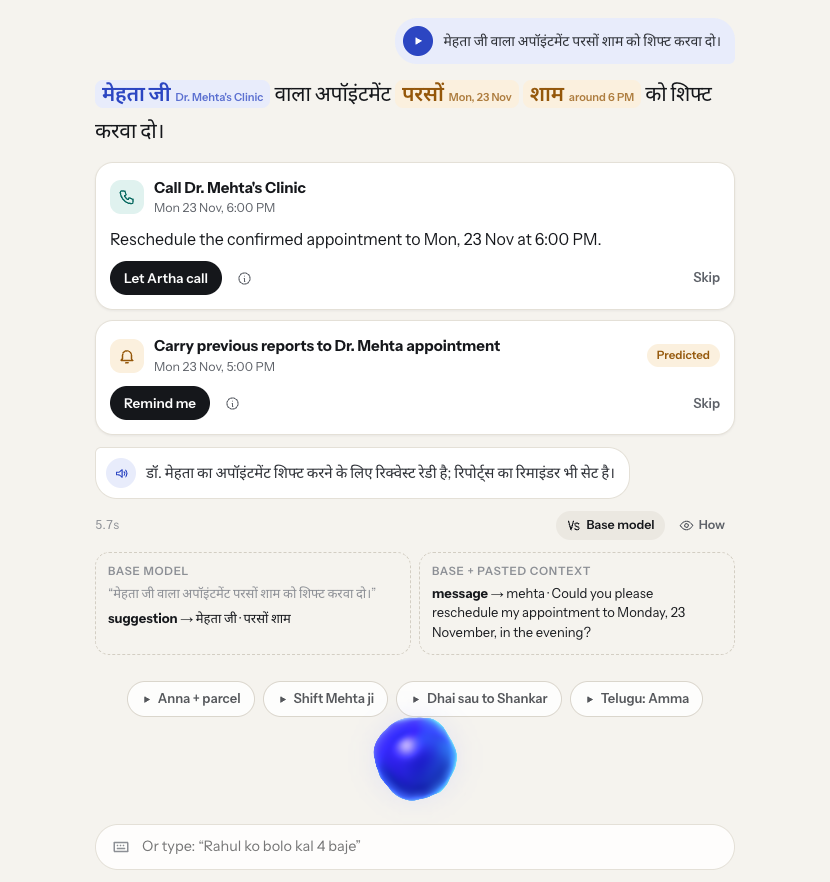 मेहता जी वाला अपॉइंटमेंट परसों शाम को शिफ्ट करवा दो।
मेहता जी Dr. Mehta's Clinic वाला अपॉइंटमेंट परसों Mon, 23 Nov शाम around 6 PM को शिफ्ट
करवा दो।
Call Dr. Mehta's Clinic
Mon 23 Nov, 6:00 PM
Reschedule the confirmed appointment to Mon, 23 Nov at 6:00 PM.
Let Artha call Skip
Carry previous reports to Dr. Mehta appointment Predicted
Mon 23 Nov, 5:00 PM
Remind me Skip
डॉ. मेहता का अपॉइंटमेंट शिफ्ट करने के लिए रिक्वेस्ट रेडी है; रिपोर्ट्स का रिमाइंडर भी सेट है।
5.7s Vs Base model How
BASE MODEL
“मेहता जी वाला अपॉइंटमेंट परसों शाम को शिफ्ट करवा दो।”
suggestion → मेहता जी · परसों शाम
BASE + PASTED CONTEXT
message → mehta · Could you please
reschedule my appointment to Monday, 23
November, in the evening?
Anna + parcel Shift Mehta ji Dhai sau to Shankar Telugu: Amma
Or type: “Rahul ko bolo kal 4 baje”